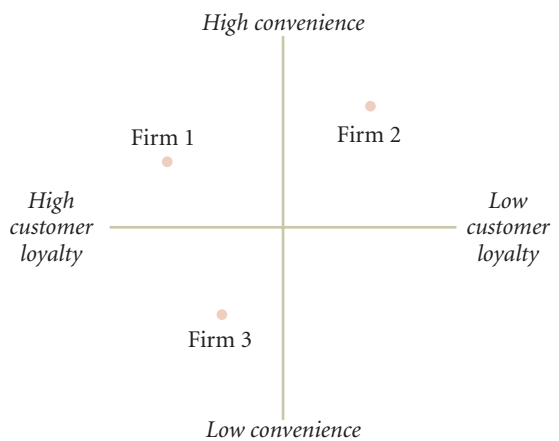 High convenience
Firm 1
Firm 2
High
customer
loyalty
Low
customer
loyalty
Firm 3
Low convenience